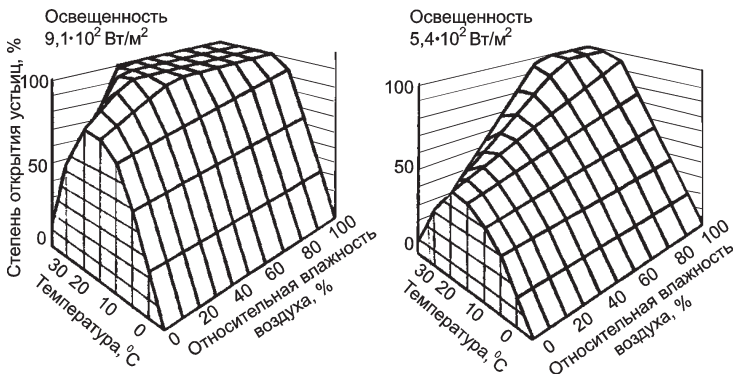 Освещенность
9,1•10² Вт/м²
Степень открытия устьиц, %
100
50
0
30
20
10
0
Температура, ⁰C
0
20
40
60
80
100
Относительная влажность
воздуха, %
Освещенность
5,4•10² Вт/м²
100
50
0
30
20
10
0
Температура, ⁰C
0
20
40
60
80
100
Относительная влажность
воздуха, %